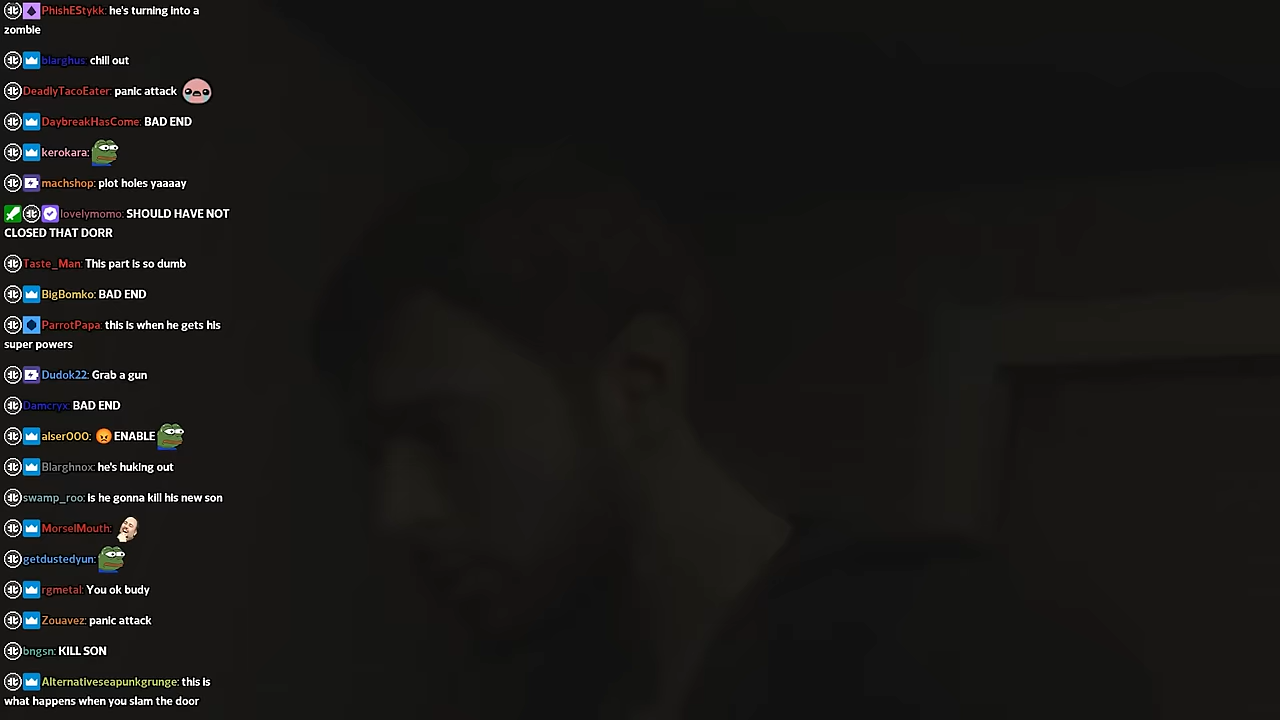 PhishEStykk: he's turning into a
zombie
blarghus: chill out
DeadlyTacoEater: panic attack
DaybreakHasCome: BAD END
kerokara:
machshop: plot holes yaaaay
lovelymomo: SHOULD HAVE NOT
CLOSED THAT DORR
Taste_Man: This part is so dumb
BigBomko: BAD END
ParrotPapa: this is when he gets his
super powers
Dudok22: Grab a gun
Damcryx: BAD END
alser000: ENABLE
Blarghnox: he's huking out
swamp_roo: is he gonna kill his new son
MorselMouth:
getdustedyun:
rgmetal: You ok budy
Zouavez: panic attack
bngsn: KILL SON
Alternativeseapunkgrunge: this is
what happens when you slam the door